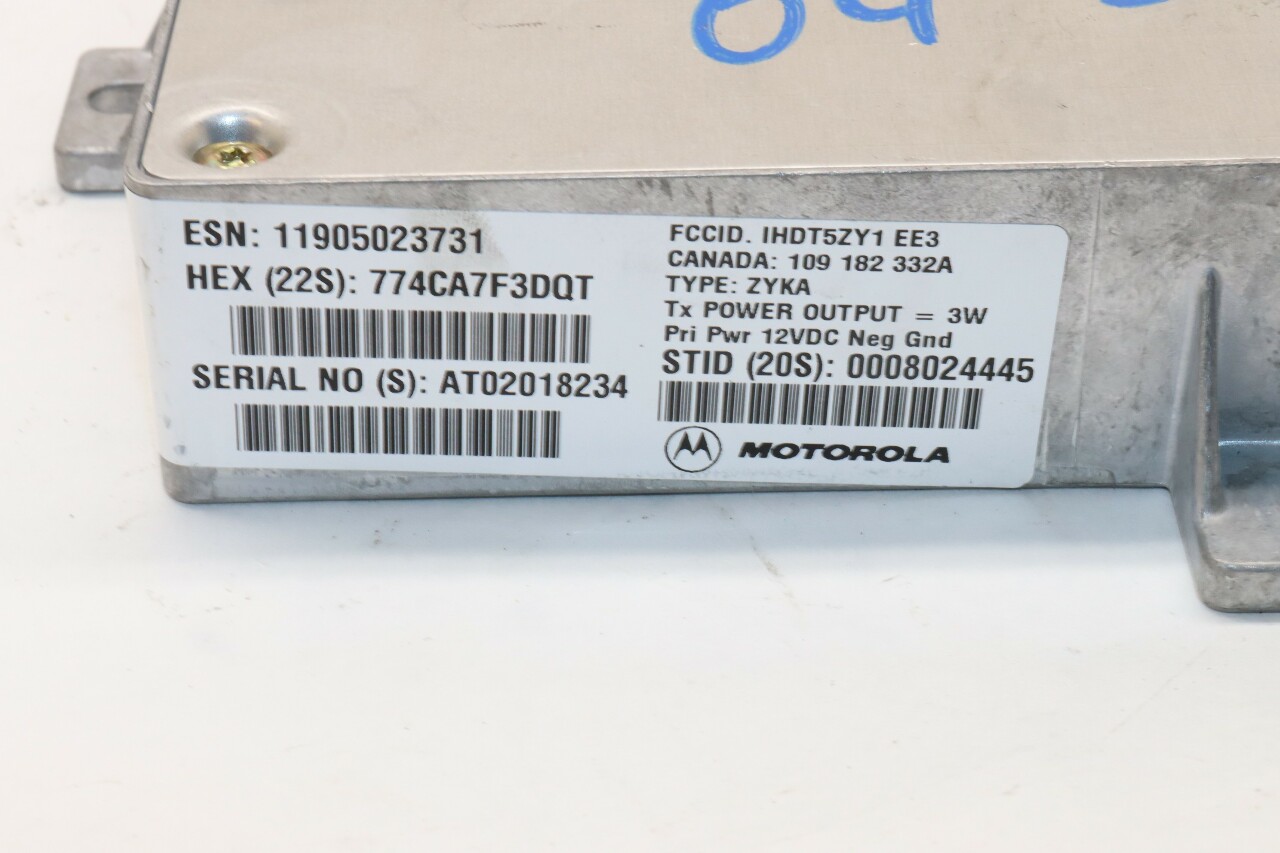 04
ESN: 11905023731
HEX (22S): 774CA7F3DQT
SERIAL NO (S): AT02018234
FCCID. IHDT5ZY1 EE3
CANADA: 109 182 332A
TYPE: ZYKA
Tx POWER OUTPUT = 3W
Pri Pwr 12VDC Neg Gnd
STID (20S): 0008024445
MOTOROLA